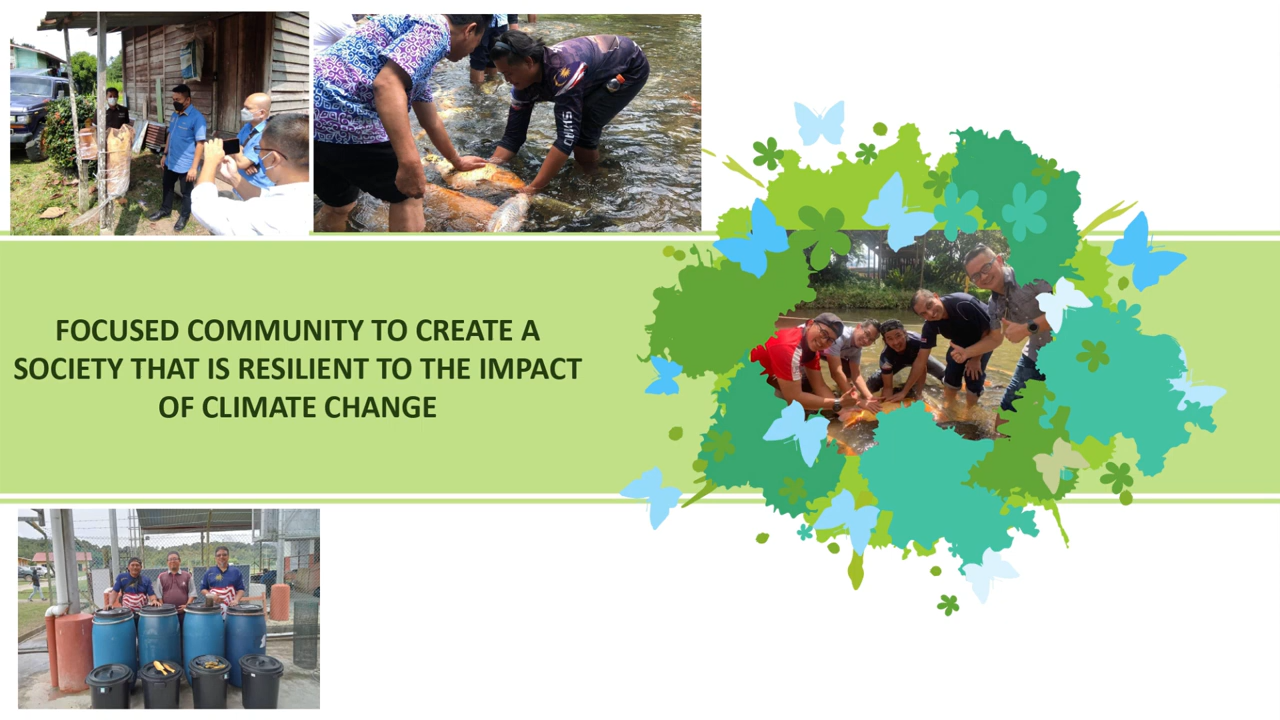 FOCUSED COMMUNITY TO CREATE A
SOCIETY THAT IS RESILIENT TO THE IMPACT
OF CLIMATE CHANGE